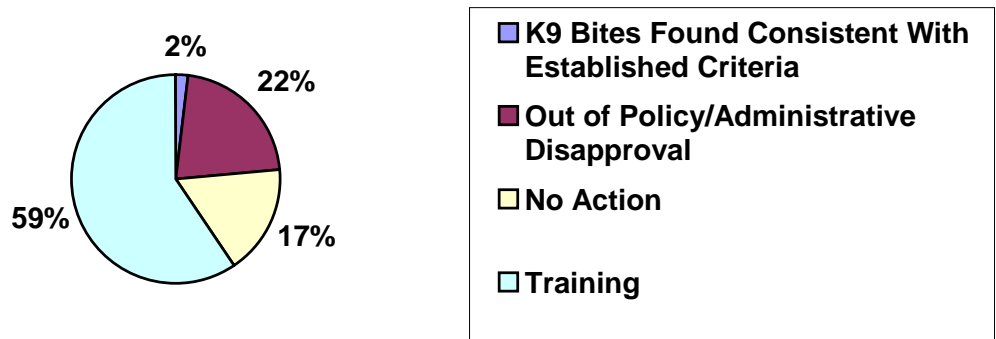 2%
22%
17%
59%
K9 Bites Found Consistent With
Established Criteria
Out of Policy/Administrative
Disapproval
No Action
Training